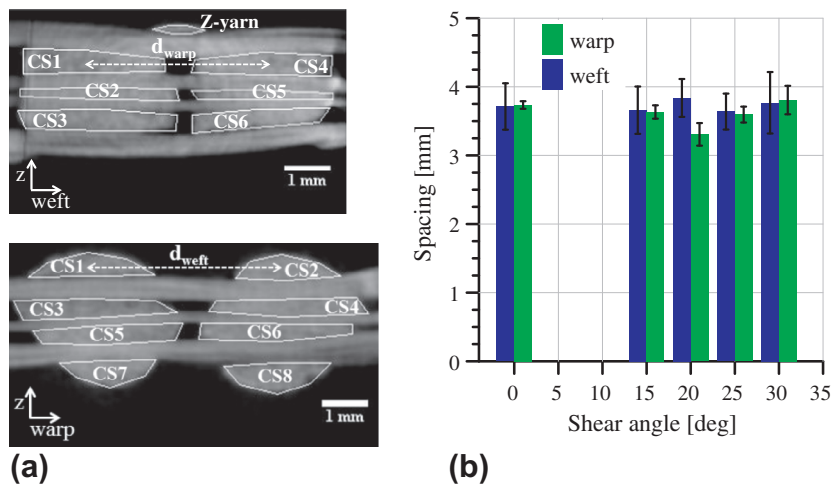 Z-yarn
d_warp
CS1
CS4
CS2
CS5
CS3
CS6
z
weft
1 mm
d_weft
CS1
CS2
CS3
CS4
CS5
CS6
CS7
CS8
z
warp
1 mm
(a)
warp
weft
Spacing [mm]
5
4
3
2
1
0
0 5 10 15 20 25 30 35
Shear angle [deg]
(b)